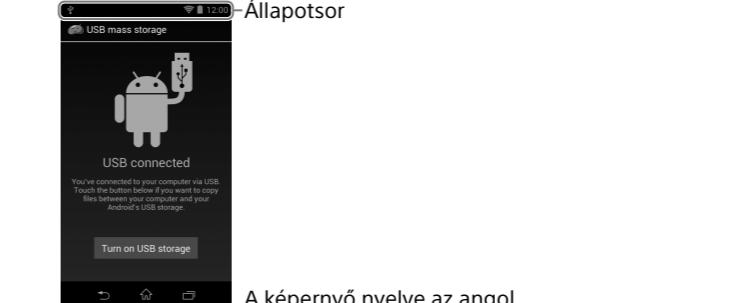 12:00
Állapotsor
USB mass storage
USB connected
You've connected to your computer via USB.
Touch the button below if you want to copy
files between your computer and your
Android's USB storage.
Turn on USB storage
A képernyő nyelve az angol